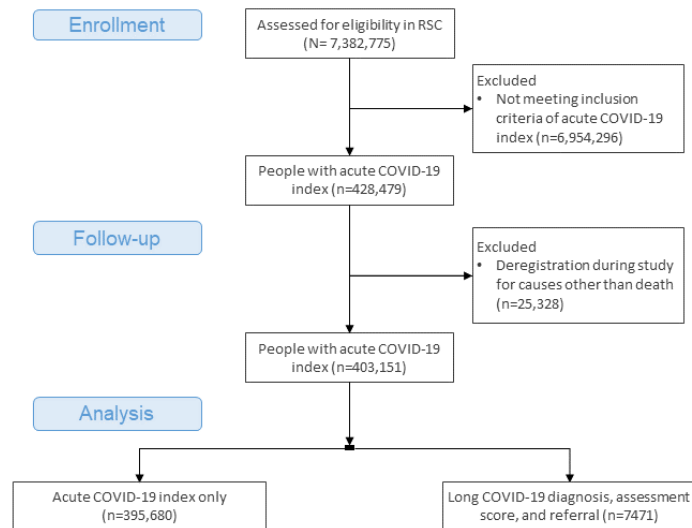 Enrollment
Assessed for eligibility in RSC
(N= 7,382,775)
Excluded
• Not meeting inclusion
criteria of acute COVID-19
index (n=6,954,296)
People with acute COVID-19
index (n=428,479)
Follow-up
Excluded
• Deregistration during study
for causes other than death
(n=25,328)
People with acute COVID-19
index (n=403,151)
Analysis
Acute COVID-19 index only
(n=395,680)
Long COVID-19 diagnosis, assessment
score, and referral (n=7471)